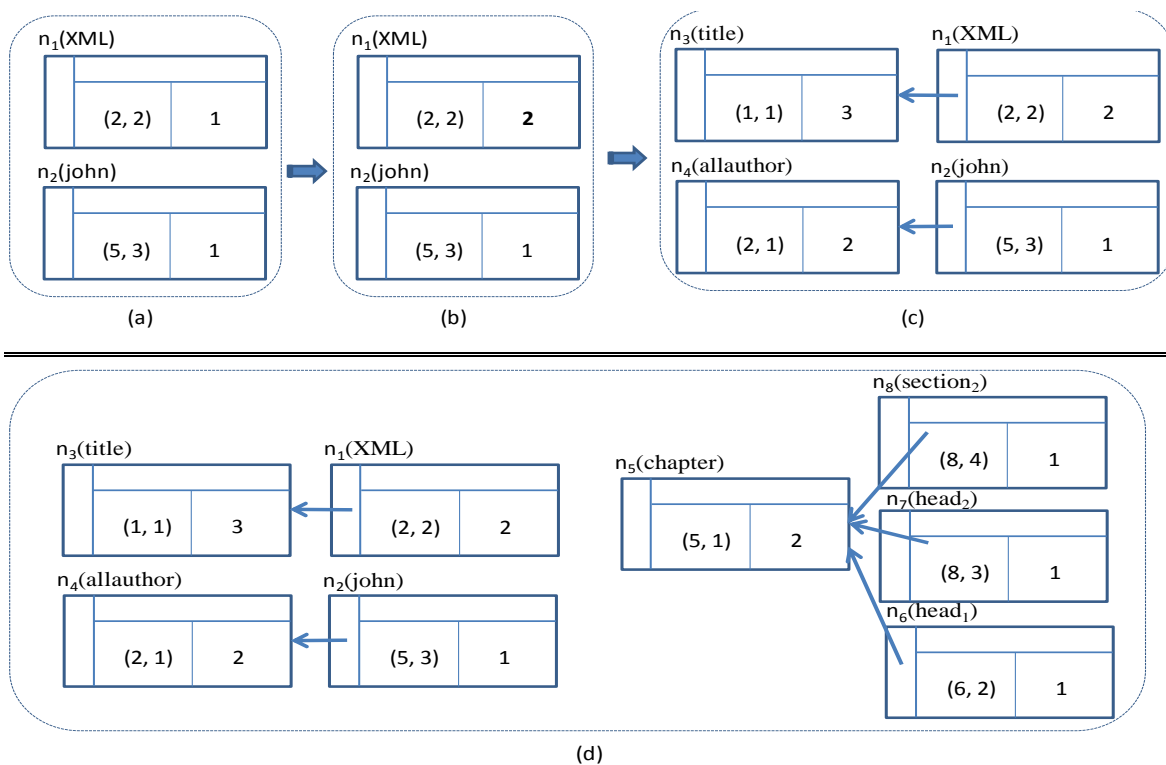 n₁(XML)
(2, 2) 1
n₂(john)
(5, 3) 1
(a)
n₁(XML)
(2, 2) 2
n₂(john)
(5, 3) 1
(b)
n₃(title) n₁(XML)
(1, 1) 3 (2, 2) 2
n₄(allauthor) n₂(john)
(2, 1) 2 (5, 3) 1
(c)
n₃(title) n₁(XML)
(1, 1) 3 (2, 2) 2
n₄(allauthor) n₂(john)
(2, 1) 2 (5, 3) 1
n₅(chapter)
(5, 1) 2
n₈(section₂)
(8, 4) 1
n₇(head₂)
(8, 3) 1
n₆(head₁)
(6, 2) 1
(d)